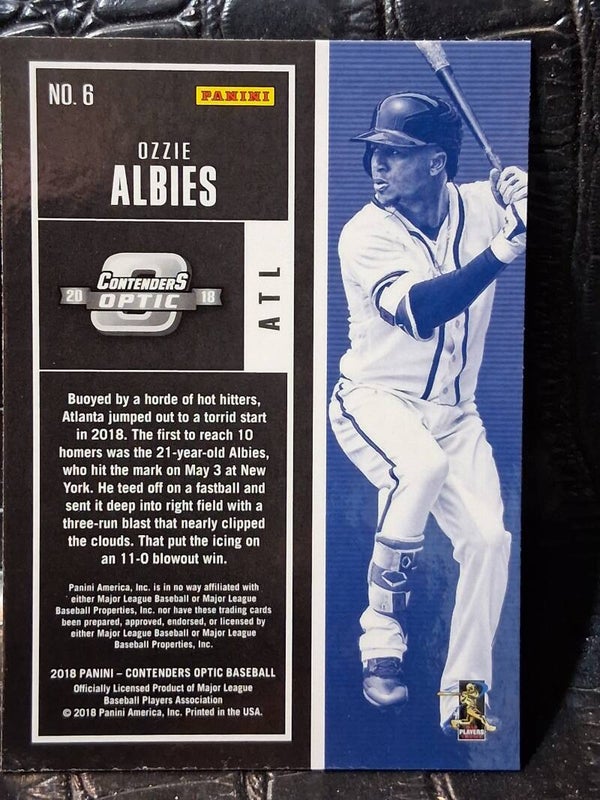 NO. 6
PANINI
OZZIE
ALBIES
CONTENDERS
20 OPTIC 18
ATL
Buoyed by a horde of hot hitters,
Atlanta jumped out to a torrid start
in 2018. The first to reach 10
homers was the 21-year-old Albies,
who hit the mark on May 3 at New
York. He teed off on a fastball and
sent it deep into right field with a
three-run blast that nearly clipped
the clouds. That put the icing on
an 11-0 blowout win.
Panini America, Inc. is in no way affiliated with
either Major League Baseball or Major League
Baseball Properties, Inc. nor have these trading cards
been prepared, approved, endorsed, or licensed by
either Major League Baseball or Major League
Baseball Properties, Inc.
2018 PANINI – CONTENDERS OPTIC BASEBALL
Officially Licensed Product of Major League
Baseball Players Association
© 2018 Panini America, Inc. Printed in the USA.
PLAYERS